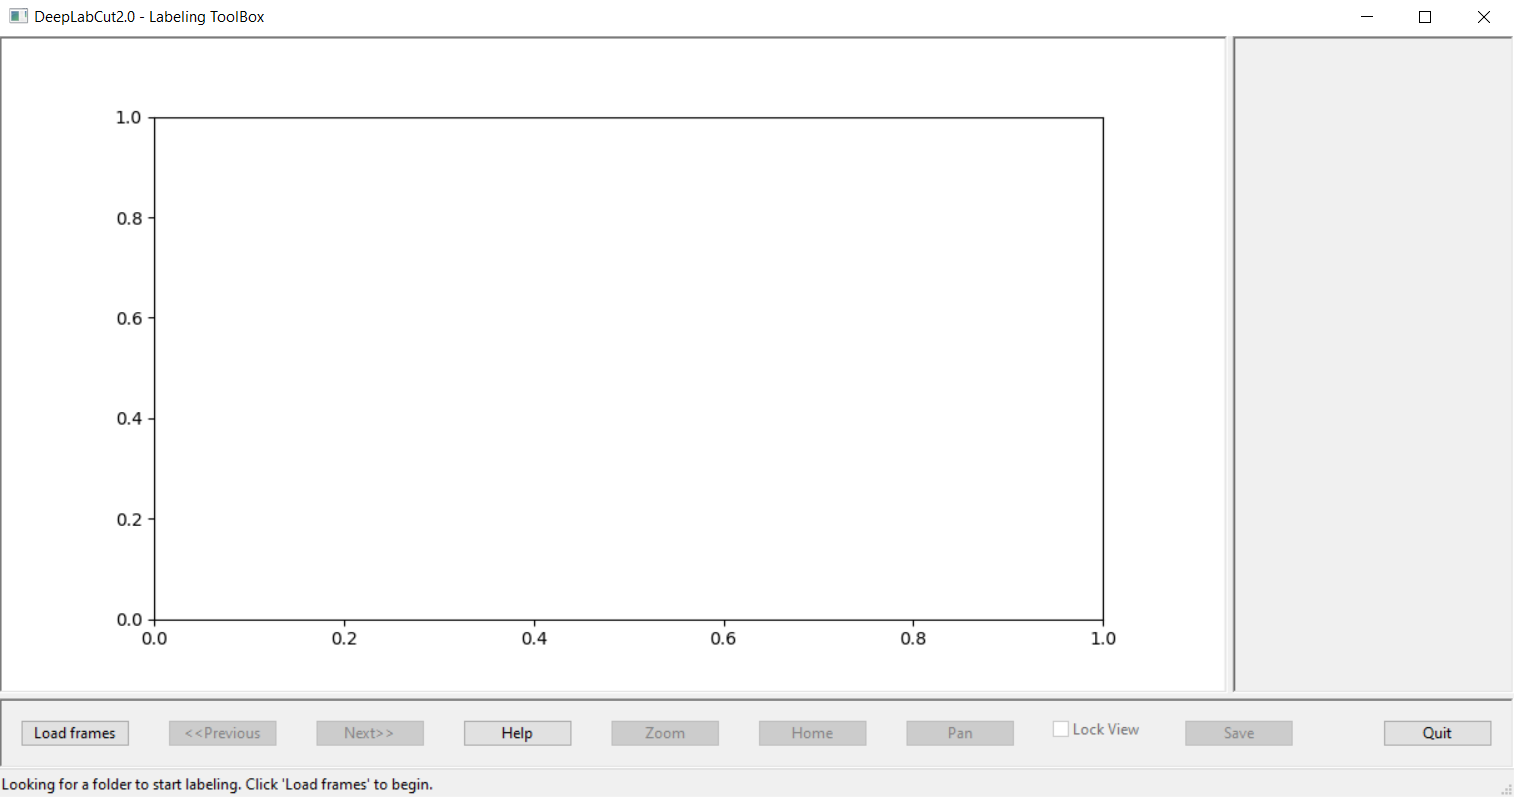 DeepLabCut2.0 - Labeling ToolBox
1.0
0.8
0.6
0.4
0.2
0.0
0.0 0.2 0.4 0.6 0.8 1.0
Load frames <<Previous Next>> Help Zoom Home Pan Lock View Save Quit
Looking for a folder to start labeling. Click 'Load frames' to begin.